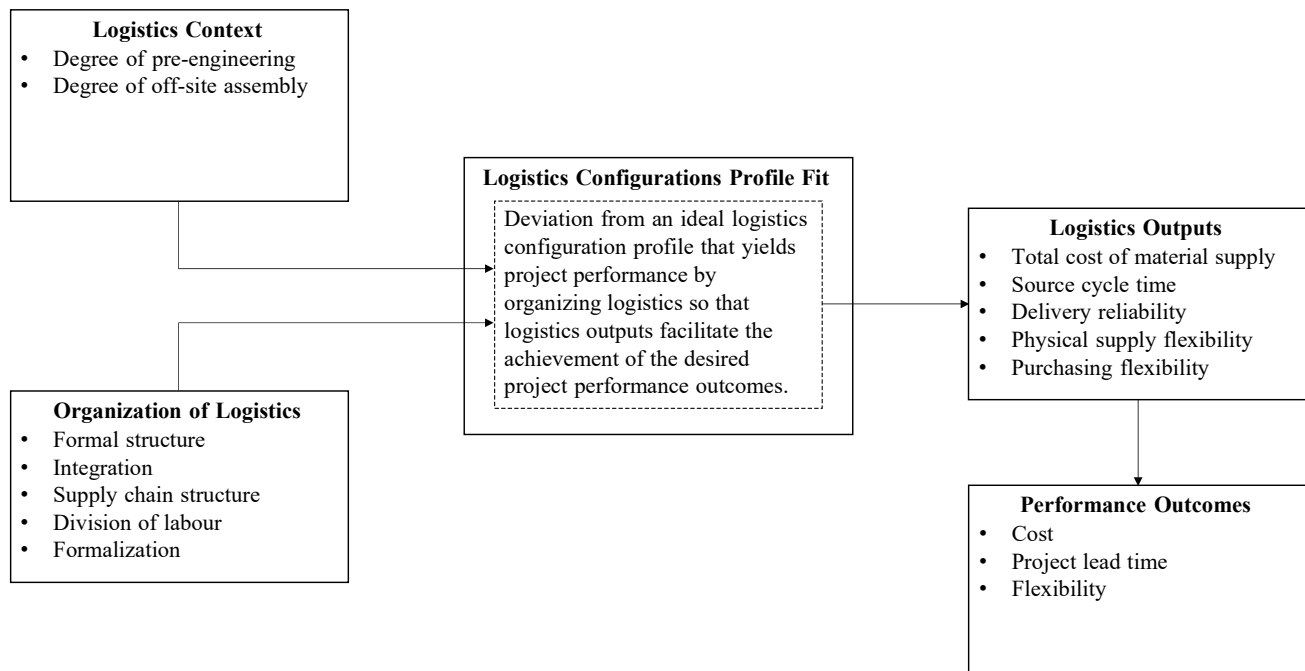 Logistics Context
• Degree of pre-engineering
• Degree of off-site assembly
Organization of Logistics
• Formal structure
• Integration
• Supply chain structure
• Division of labour
• Formalization
Logistics Configurations Profile Fit
Deviation from an ideal logistics
configuration profile that yields
project performance by
organizing logistics so that
logistics outputs facilitate the
achievement of the desired
project performance outcomes.
Logistics Outputs
• Total cost of material supply
• Source cycle time
• Delivery reliability
• Physical supply flexibility
• Purchasing flexibility
Performance Outcomes
• Cost
• Project lead time
• Flexibility